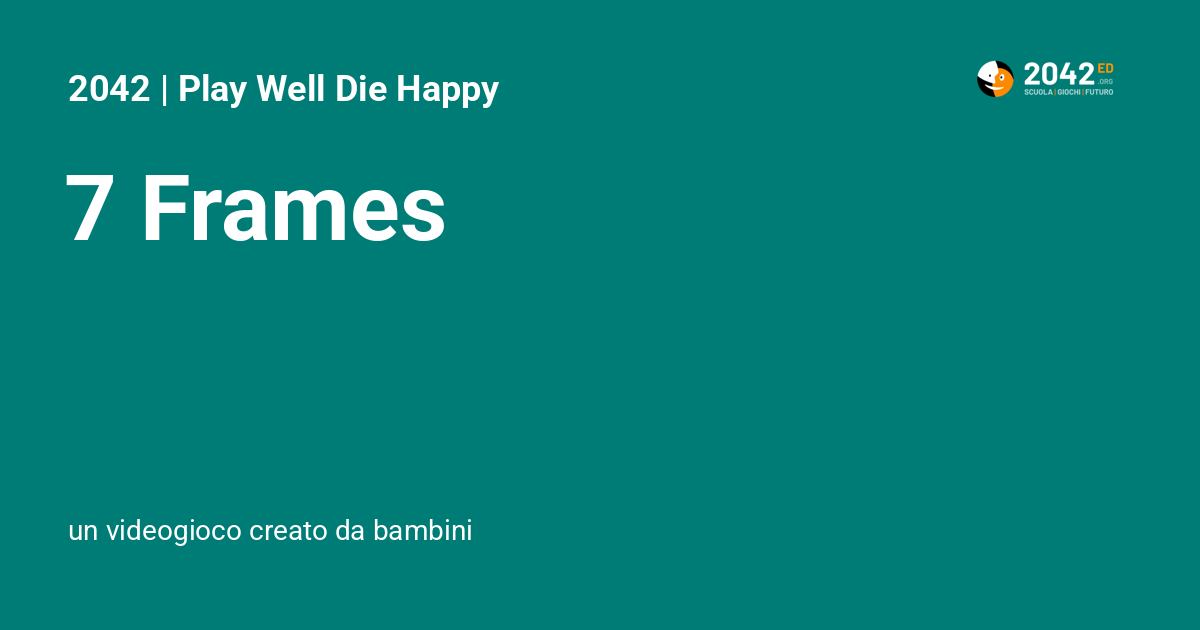 2042 | Play Well Die Happy
2042 ED
.ORG
SCUOLA | GIOCHI | FUTURO
7 Frames
un videogioco creato da bambini